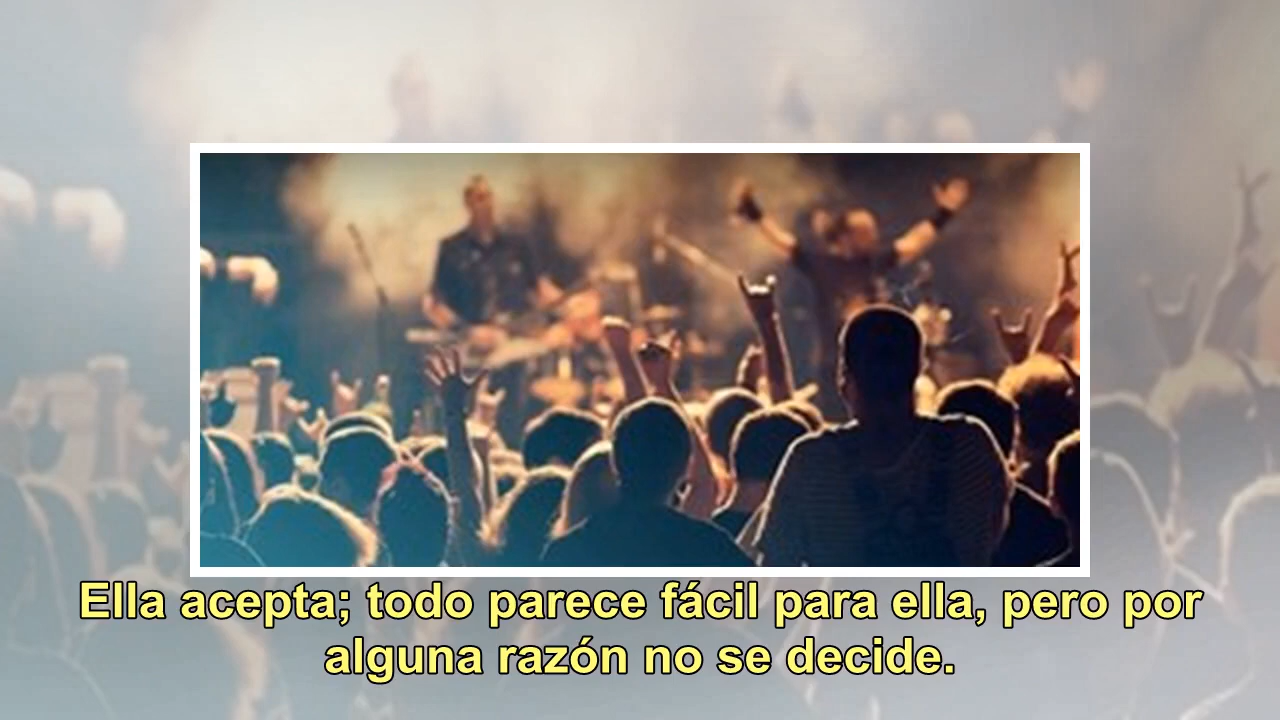 Ella acepta; todo parece fácil para ella, pero por
alguna razón no se decide.